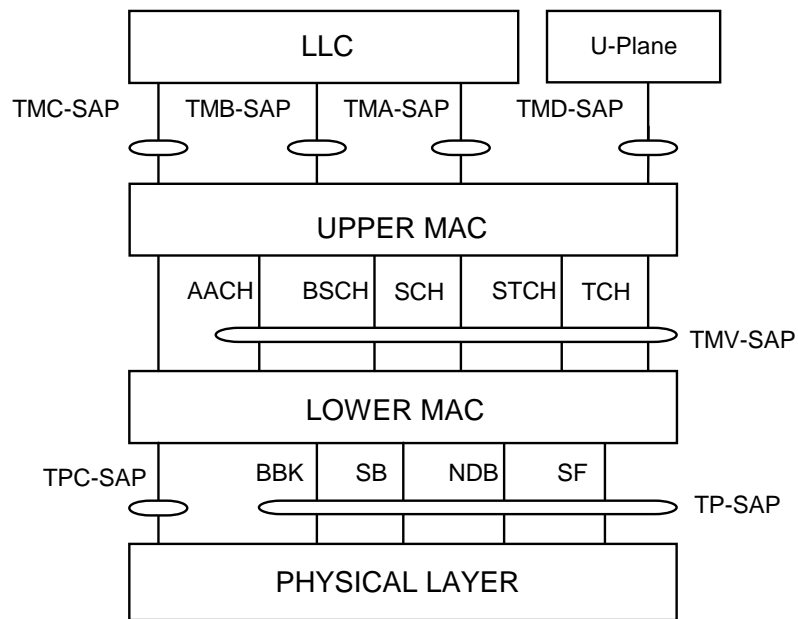 LLC
U-Plane
TMC-SAP TMB-SAP TMA-SAP TMD-SAP
UPPER MAC
AACH BSCH SCH STCH TCH
TMV-SAP
LOWER MAC
TPC-SAP BBK SB NDB SF
TP-SAP
PHYSICAL LAYER